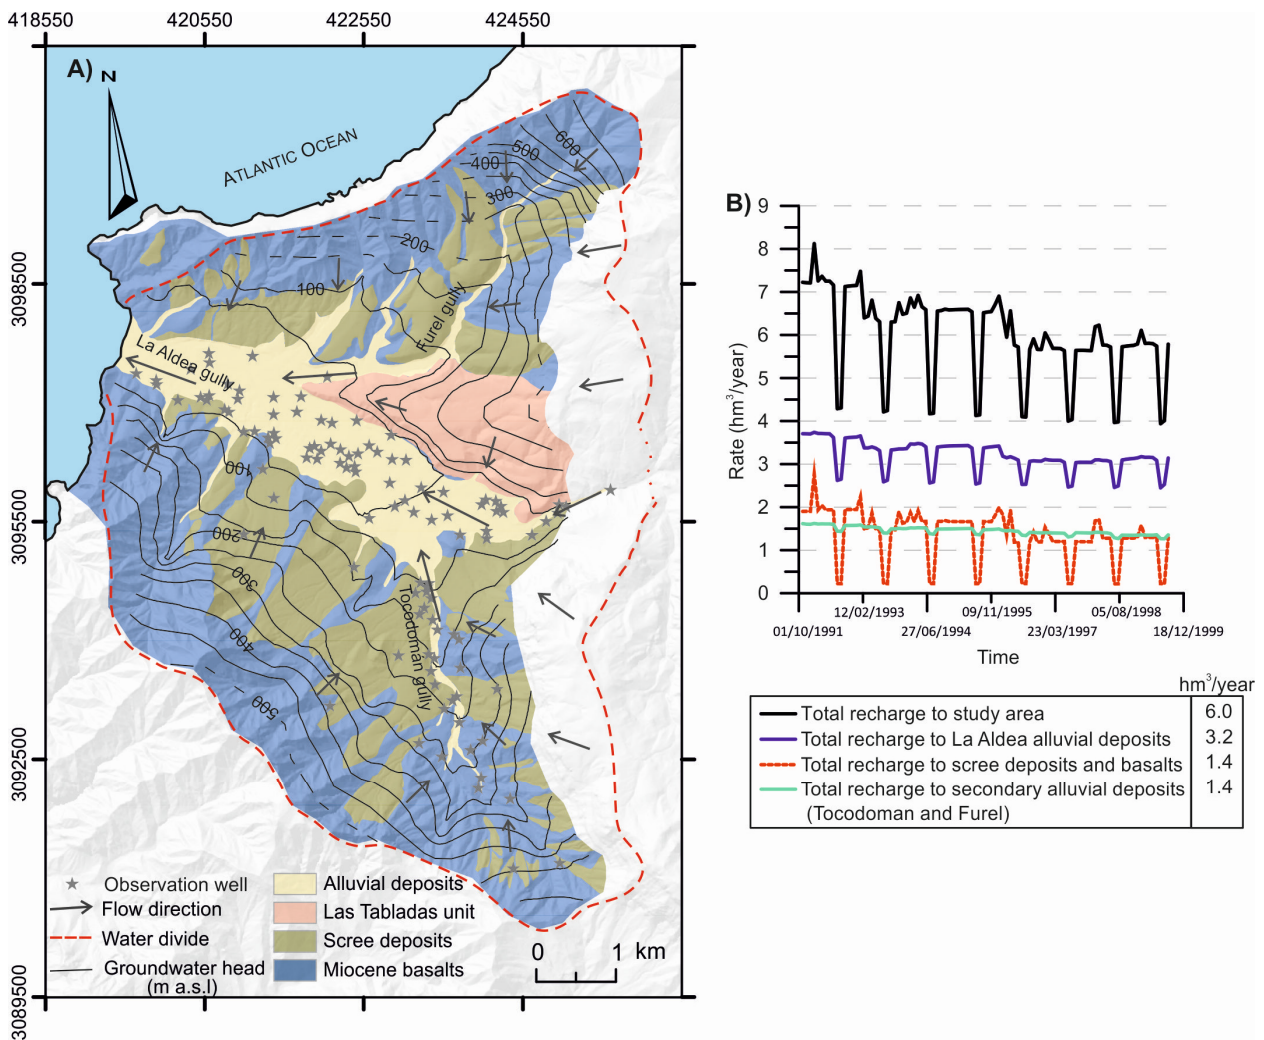 418550 420550 422550 424550
A)
N
ATLANTIC OCEAN
600
500
400
300
200
100
Furel gully
La Aldea gully
100
200
300
400
500
Tocodomán gully
3098500
3095500
3092500
3089500
Observation well
Flow direction
Water divide
Groundwater head
(m a.s.l)
Alluvial deposits
Las Tabladas unit
Scree deposits
Miocene basalts
0 1 km
B)
Rate (hm³/year)
9
8
7
6
5
4
3
2
1
0
12/02/1993 09/11/1995 05/08/1998
01/10/1991 27/06/1994 23/03/1997 18/12/1999
Time
hm³/year
Total recharge to study area 6.0
Total recharge to La Aldea alluvial deposits 3.2
Total recharge to scree deposits and basalts 1.4
Total recharge to secondary alluvial deposits 1.4
(Tocodoman and Furel)